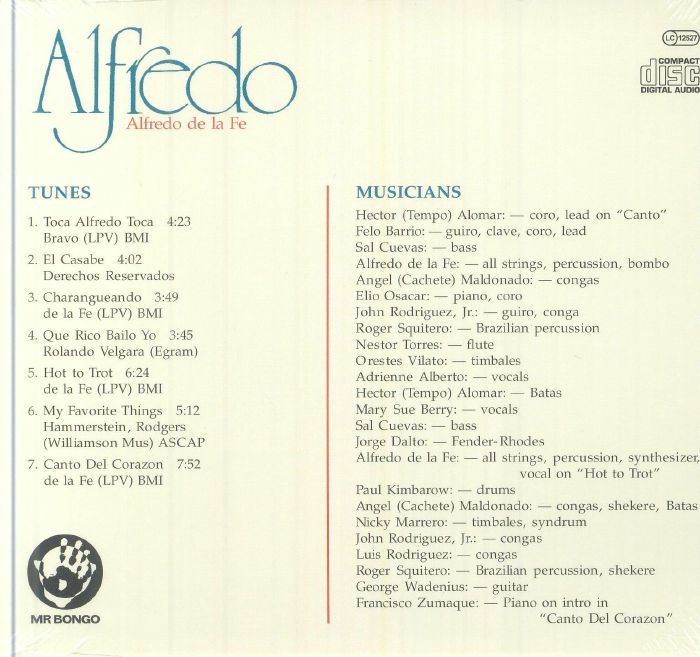 Alfredo
Alfredo de la Fe
LC 12527
COMPACT
disc
DIGITAL AUDIO
TUNES
1. Toca Alfredo Toca 4:23
Bravo (LPV) BMI
2. El Casabe 4:02
Derechos Reservados
3. Charangueando 3:49
de la Fe (LPV) BMI
4. Que Rico Bailo Yo 3:45
Rolando Velgara (Egram)
5. Hot to Trot 6:24
de la Fe (LPV) BMI
6. My Favorite Things 5:12
Hammerstein, Rodgers
(Williamson Mus) ASCAP
7. Canto Del Corazon 7:52
de la Fe (LPV) BMI
MR BONGO
MUSICIANS
Hector (Tempo) Alomar: — coro, lead on “Canto”
Felo Barrio: — guiro, clave, coro, lead
Sal Cuevas: — bass
Alfredo de la Fe: — all strings, percussion, bombo
Angel (Cachete) Maldonado: — congas
Elio Osacar: — piano, coro
John Rodriguez, Jr.: — guiro, conga
Roger Squitero: — Brazilian percussion
Nestor Torres: — flute
Orestes Vilato: — timbales
Adrienne Alberto: — vocals
Hector (Tempo) Alomar: — Batas
Mary Sue Berry: — vocals
Sal Cuevas: — bass
Jorge Dalto: — Fender-Rhodes
Alfredo de la Fe: — all strings, percussion, synthesizer,
vocal on “Hot to Trot”
Paul Kimbarow: — drums
Angel (Cachete) Maldonado: — congas, shekere, Batas
Nicky Marrero: — timbales, syndrum
John Rodriguez, Jr.: — congas
Luis Rodriguez: — congas
Roger Squitero: — Brazilian percussion, shekere
George Wadenius: — guitar
Francisco Zumaque: — Piano on intro in
“Canto Del Corazon”